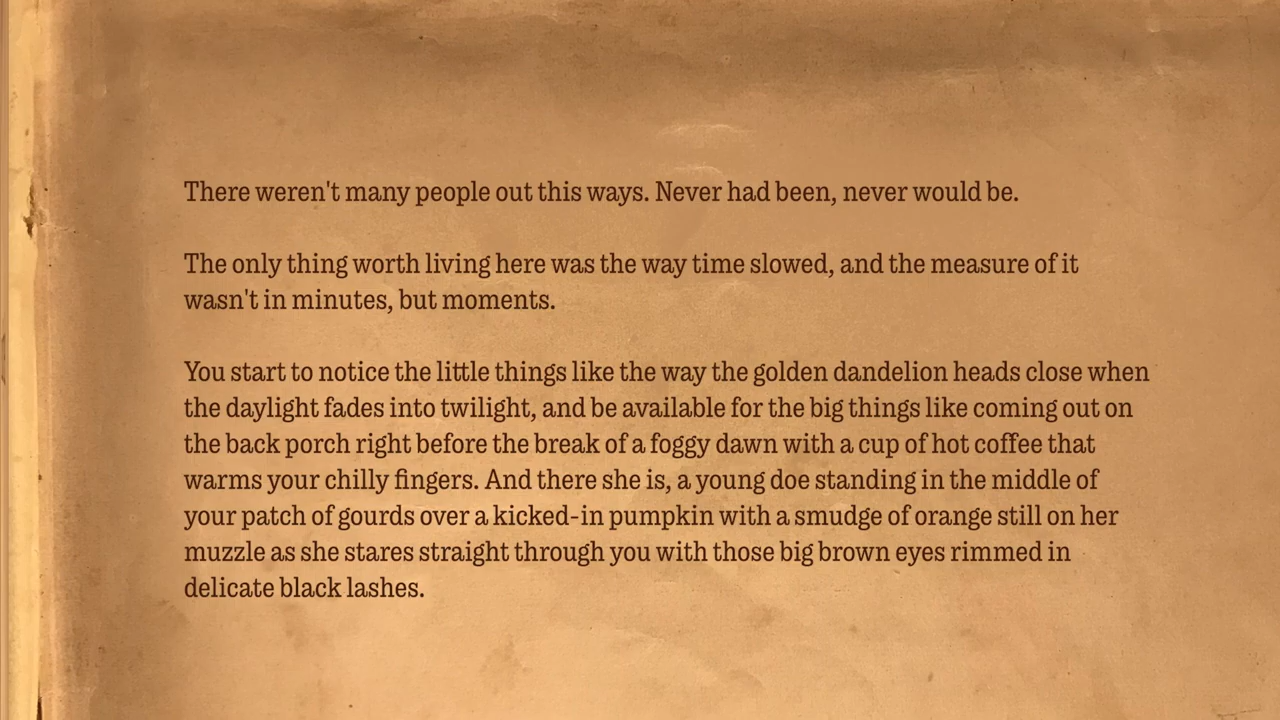 There weren't many people out this ways. Never had been, never would be.
The only thing worth living here was the way time slowed, and the measure of it
wasn't in minutes, but moments.
You start to notice the little things like the way the golden dandelion heads close when
the daylight fades into twilight, and be available for the big things like coming out on
the back porch right before the break of a foggy dawn with a cup of hot coffee that
warms your chilly fingers. And there she is, a young doe standing in the middle of
your patch of gourds over a kicked-in pumpkin with a smudge of orange still on her
muzzle as she stares straight through you with those big brown eyes rimmed in
delicate black lashes.